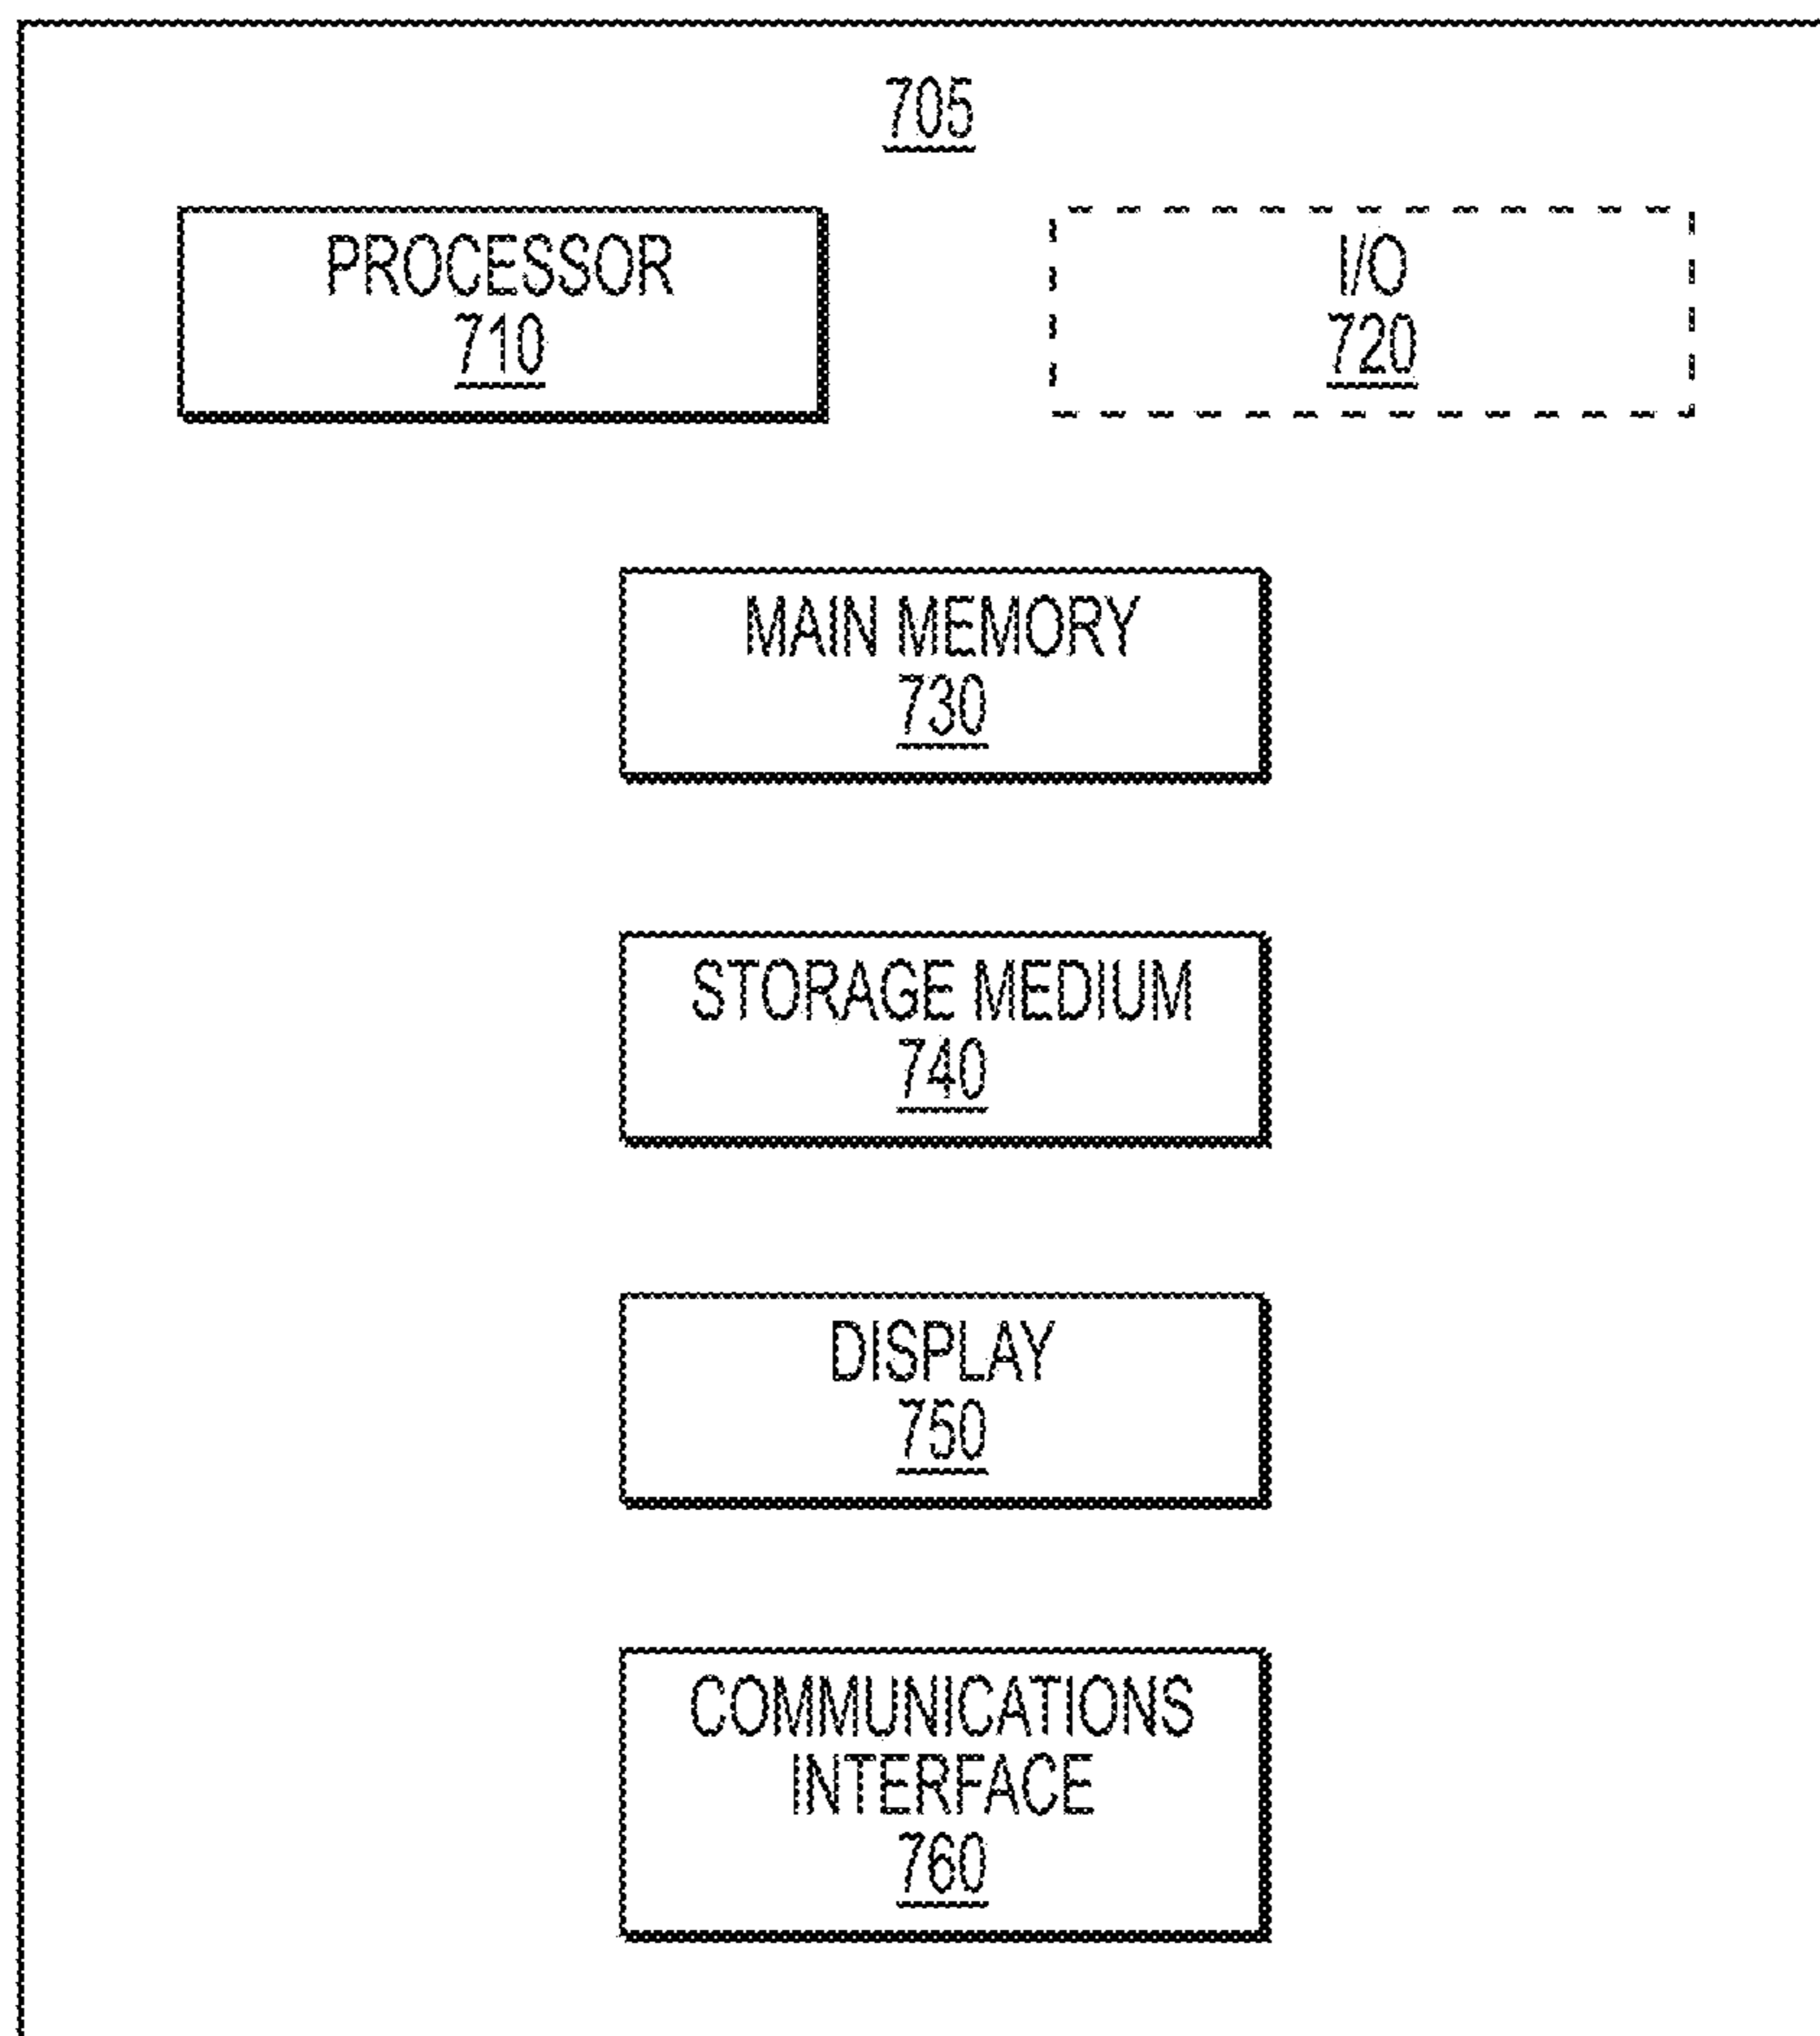 705
PROCESSOR
710
I/O
720
MAIN MEMORY
730
STORAGE MEDIUM
740
DISPLAY
750
COMMUNICATIONS
INTERFACE
760